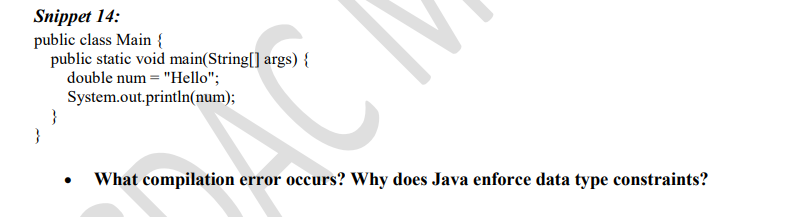 Snippet 14:
public class Main {
public static void main(String[] args) {
double num = "Hello";
System.out.println(num);
}
}
• What compilation error occurs? Why does Java enforce data type constraints?
DAC M